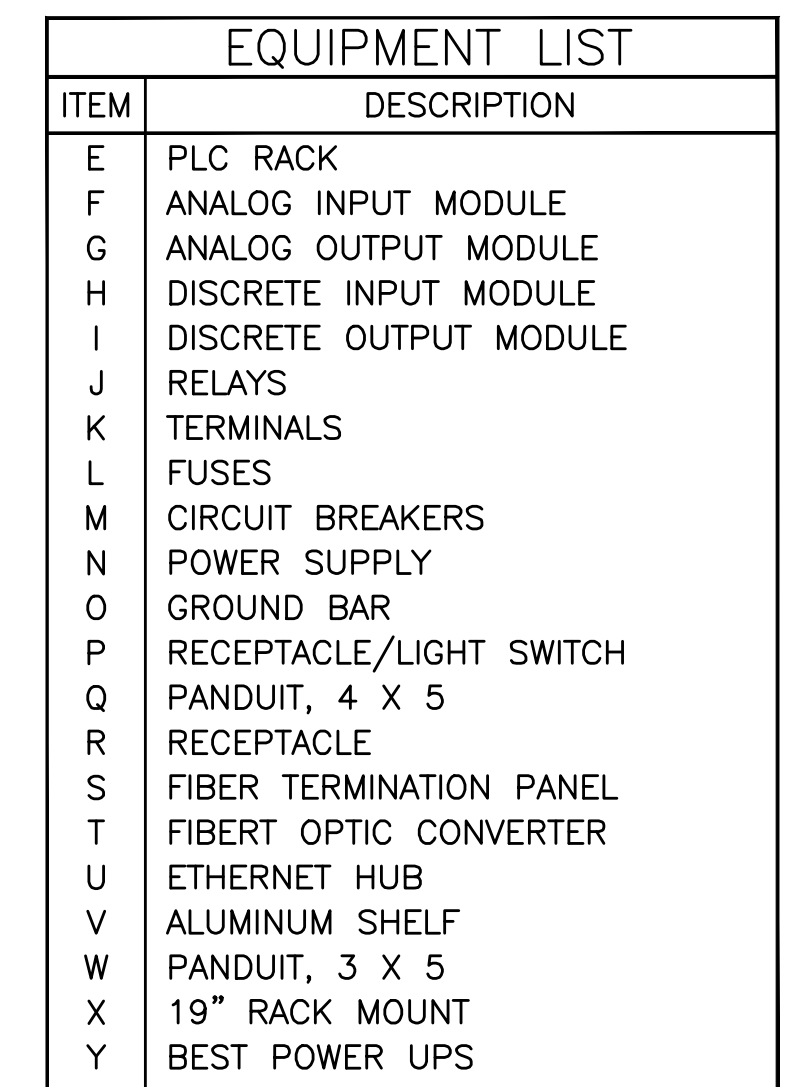 EQUIPMENT LIST
ITEM DESCRIPTION
E PLC RACK
F ANALOG INPUT MODULE
G ANALOG OUTPUT MODULE
H DISCRETE INPUT MODULE
I DISCRETE OUTPUT MODULE
J RELAYS
K TERMINALS
L FUSES
M CIRCUIT BREAKERS
N POWER SUPPLY
O GROUND BAR
P RECEPTACLE/LIGHT SWITCH
Q PANDUIT, 4 X 5
R RECEPTACLE
S FIBER TERMINATION PANEL
T FIBERT OPTIC CONVERTER
U ETHERNET HUB
V ALUMINUM SHELF
W PANDUIT, 3 X 5
X 19” RACK MOUNT
Y BEST POWER UPS